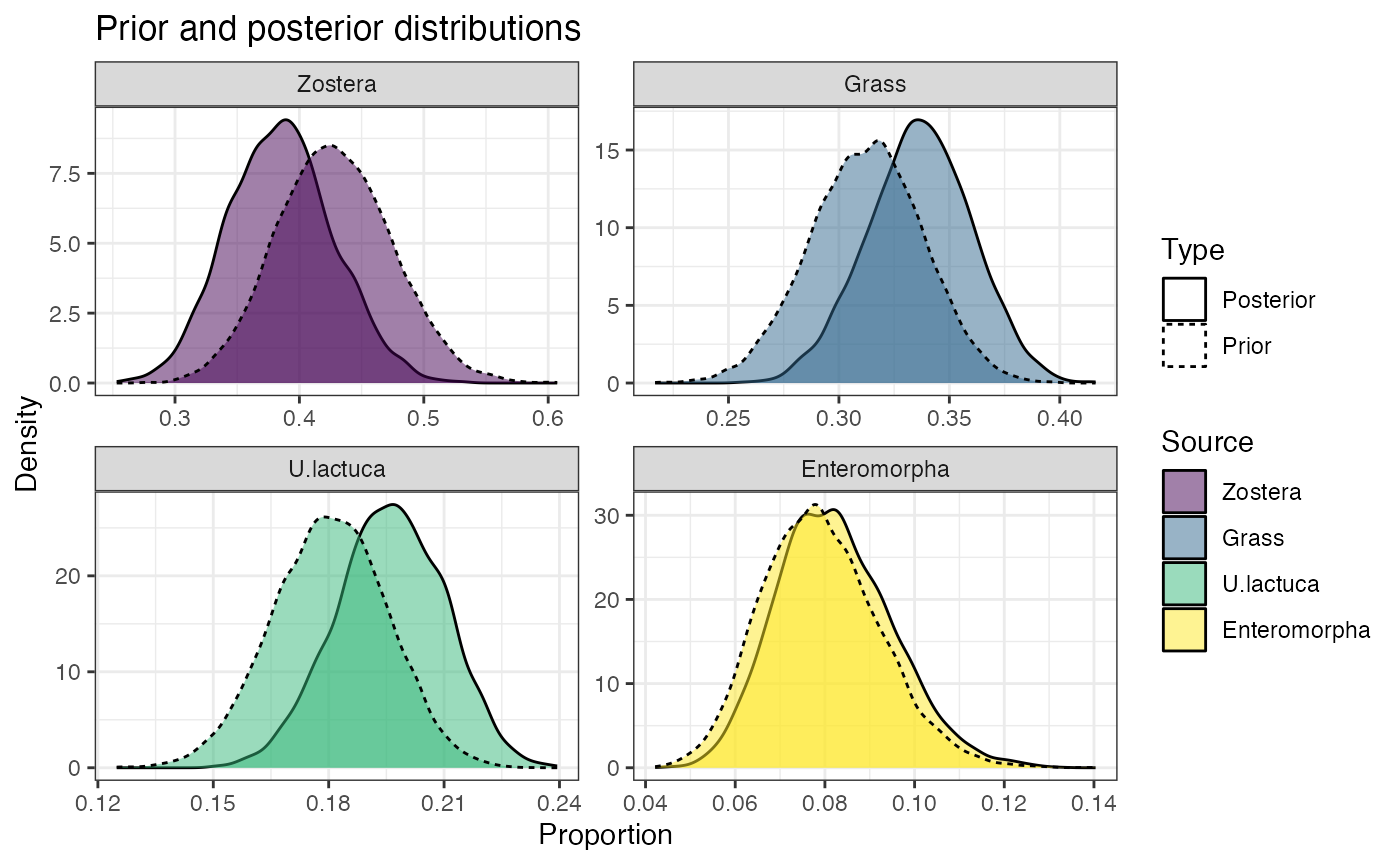 Prior and posterior distributions
Zostera
Grass
7.5
5.0
2.5
0.0
0.3 0.4 0.5 0.6
15
10
5
0
0.25 0.30 0.35 0.40
U.lactuca
Enteromorpha
20
10
0
0.12 0.15 0.18 0.21 0.24
30
20
10
0
0.04 0.06 0.08 0.10 0.12 0.14
Density
Proportion
Type
Posterior
Prior
Source
Zostera
Grass
U.lactuca
Enteromorpha